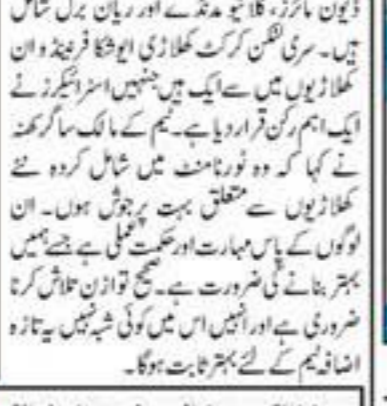 ڈیون مائرز، کلائیو مدندے اور ریان برل شامل
ہیں۔ سری لنکن کرکٹ کھلاڑی ایوشکا فرنینڈو ان
کھلاڑیوں میں سے ایک ہیں جنہیں اسٹرائیکرز نے
ایک اہم رکن قرار دیا ہے۔ ٹیم کے مالک ساگر کھنہ
نے کہا کہ وہ ٹورنامنٹ میں شامل کردہ نئے
کھلاڑیوں سے متعلق بہت پرجوش ہوں۔ ان
لوگوں کے پاس مہارت اور حکمت عملی ہے جسے ہمیں
بہتر بنانے کی ضرورت ہے۔ صحیح توازن تلاش کرنا
ضروری ہے اور انہیں اس میں کوئی شبہ نہیں یہ تازہ
اضافہ ٹیم کے لئے بہتر ثابت ہوگا۔